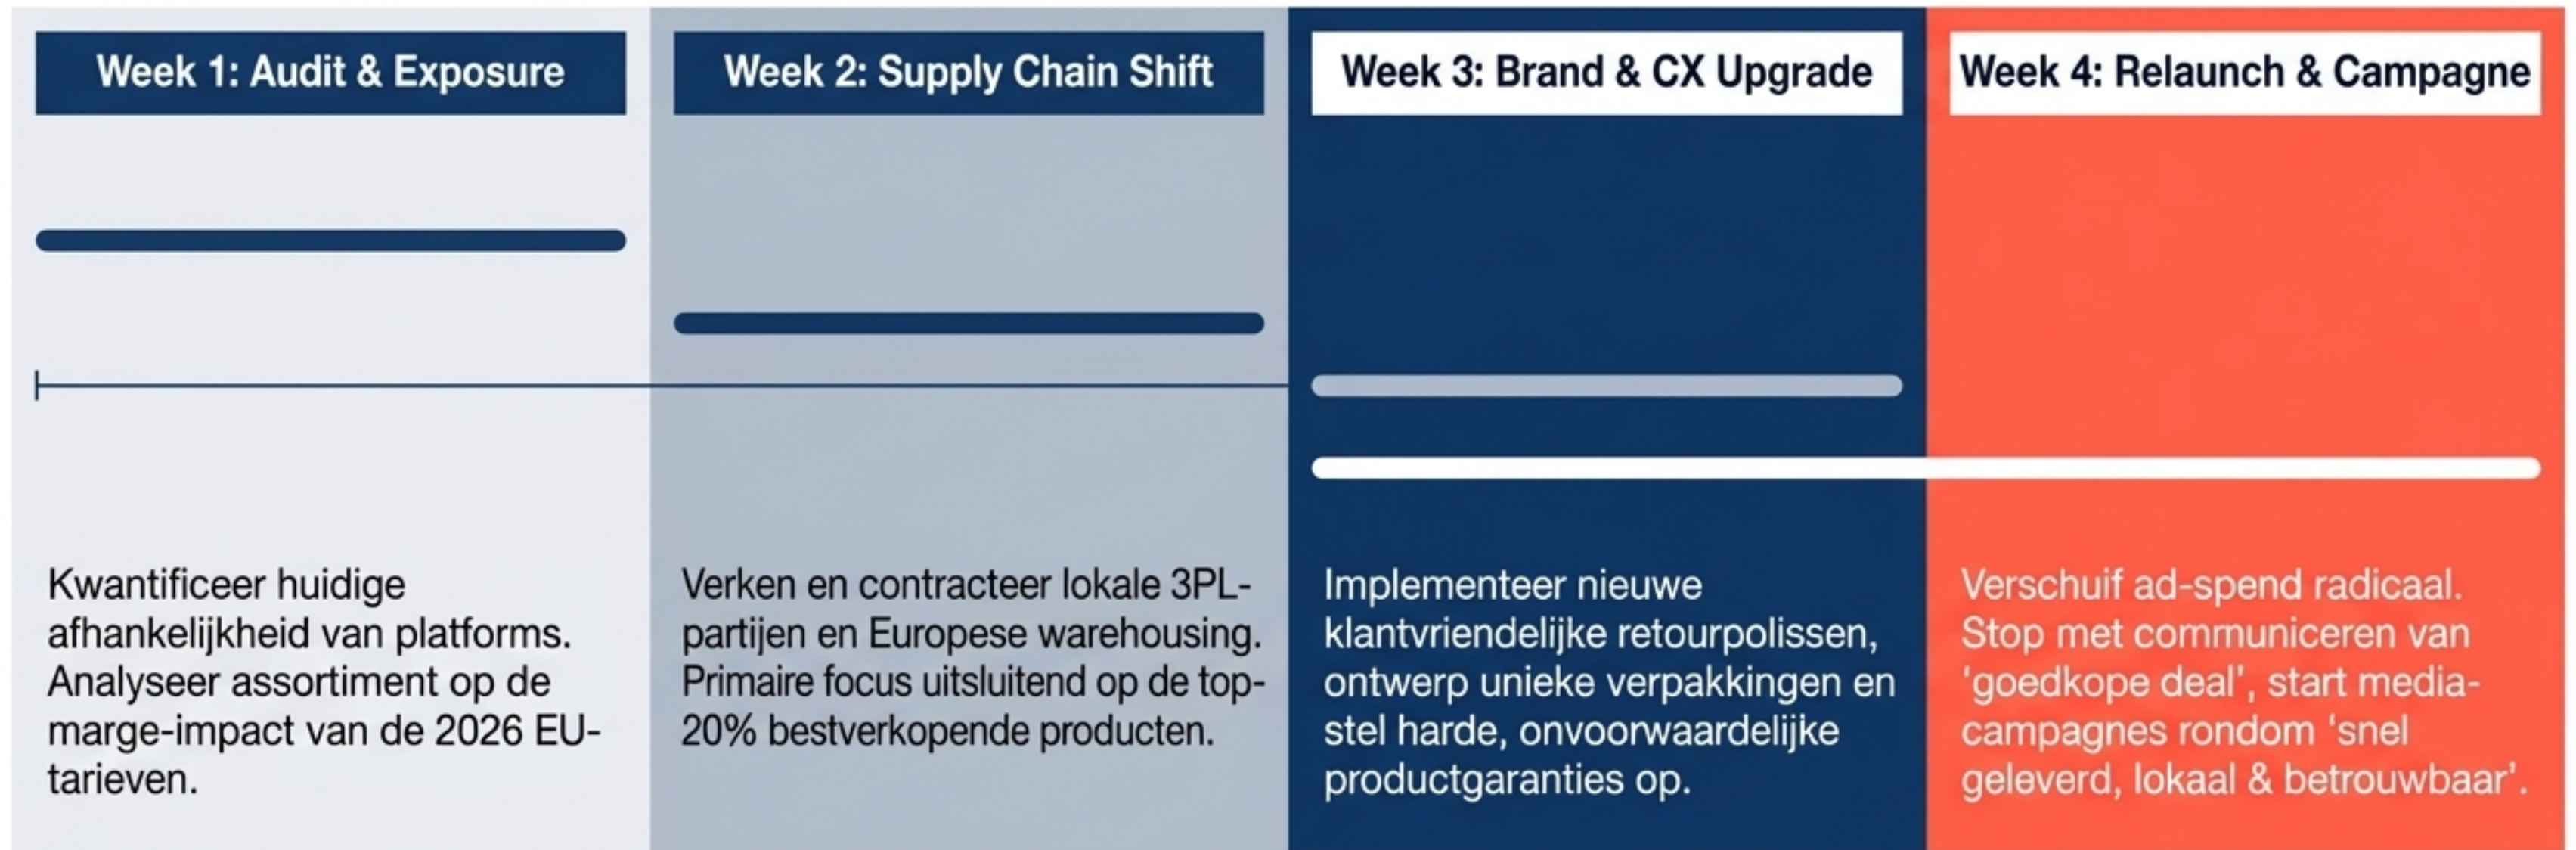 Week 1: Audit & Exposure
Kwantificeer huidige
afhankelijkheid van platforms.
Analyseer assortiment op de
marge-impact van de 2026 EU-
tarieven.
Week 2: Supply Chain Shift
Verken en contracteer lokale 3PL-
partijen en Europese warehousing.
Primaire focus uitsluitend op de top-
20% bestverkopende producten.
Week 3: Brand & CX Upgrade
Implementeer nieuwe
klantvriendelijke retourpolissen,
ontwerp unieke verpakkingen en
stel harde, onvoorwaardelijke
productgaranties op.
Week 4: Relaunch & Campagne
Verschuif ad-spend radicaal.
Stop met communiceren van
'goedkope deal', start media-
campagnes rondom ‘snel
geleverd, lokaal & betrouwbaar’.